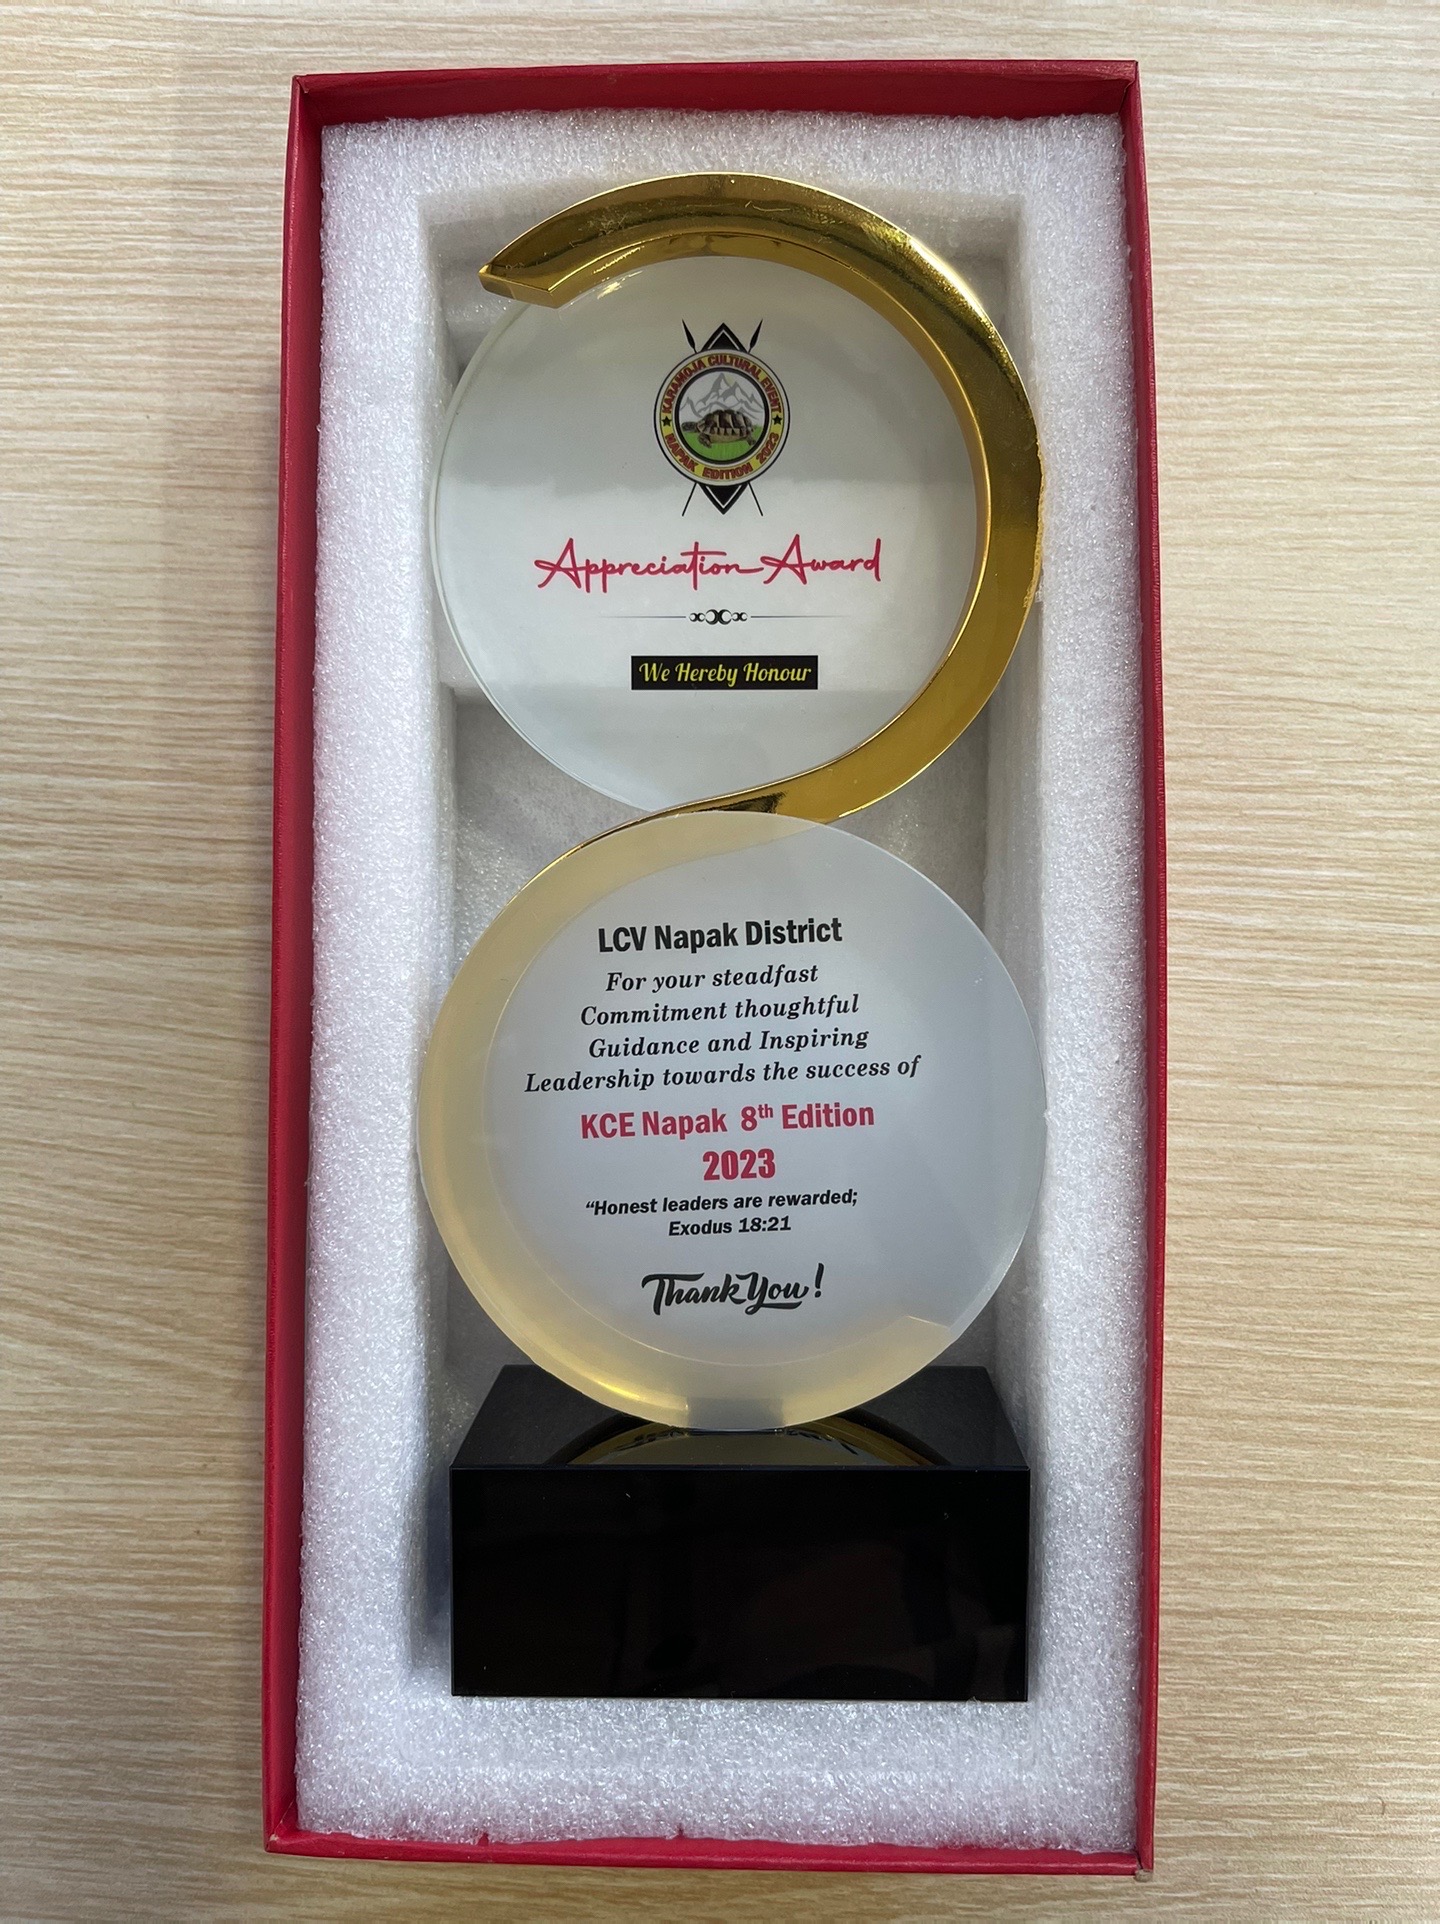 KARAMOJA CULTURAL EVENT
NAPAK EDITION 2023
Appreciation Award
We Hereby Honour
LCV Napak District
For your steadfast
Commitment thoughtful
Guidance and Inspiring
Leadership towards the success of
KCE Napak 8th Edition
2023
“Honest leaders are rewarded;
Exodus 18:21
Thank You!